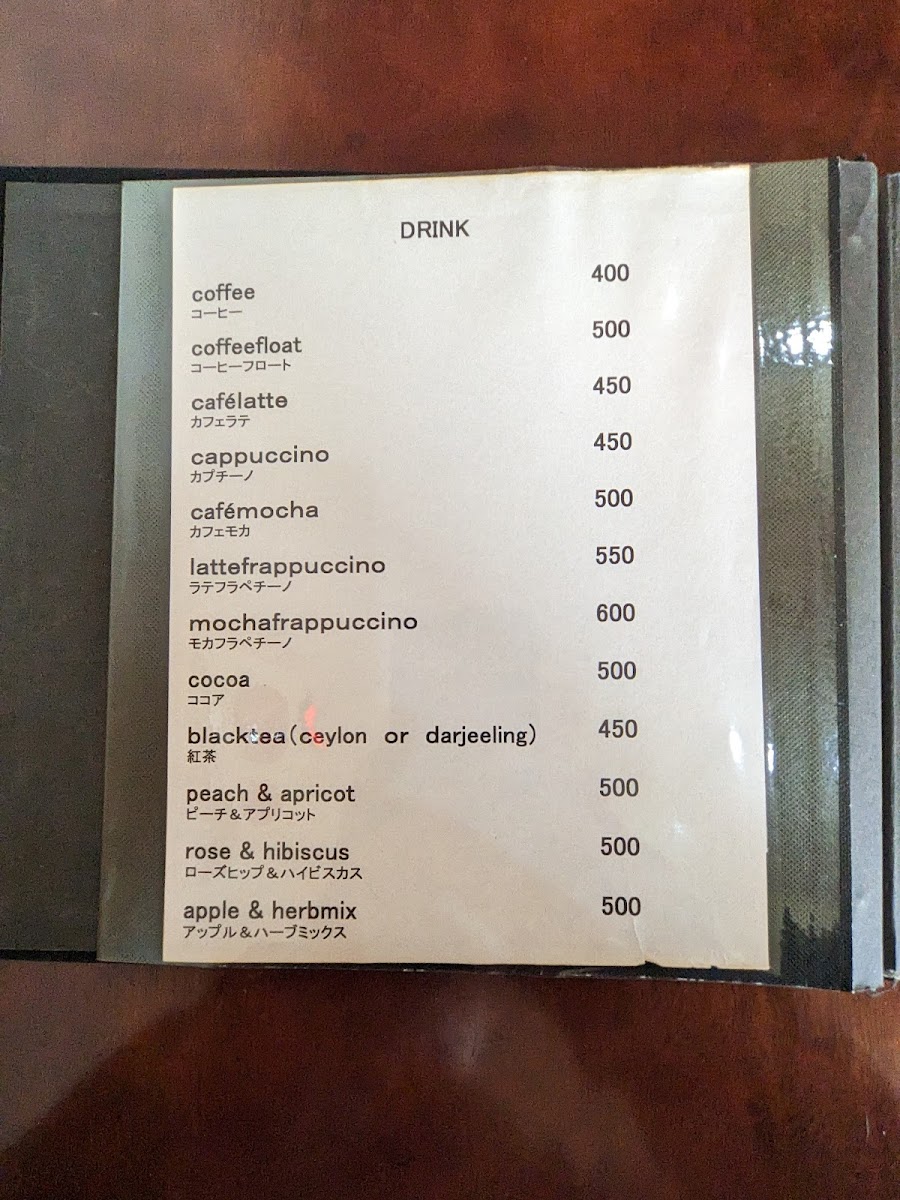 DRINK
coffee 400
コーヒー
coffeefloat 500
コーヒーフロート
cafélatte 450
カフェラテ
cappuccino 450
カプチーノ
cafémocha 500
カフェモカ
lattefrappuccino 550
ラテフラペチーノ
mochafrappuccino 600
モカフラペチーノ
cocoa 500
ココア
blacktea(ceylon or darjeeling) 450
紅茶
peach & apricot 500
ピーチ&アプリコット
rose & hibiscus 500
ローズヒップ&ハイビスカス
apple & herbmix 500
アップル&ハーブミックス